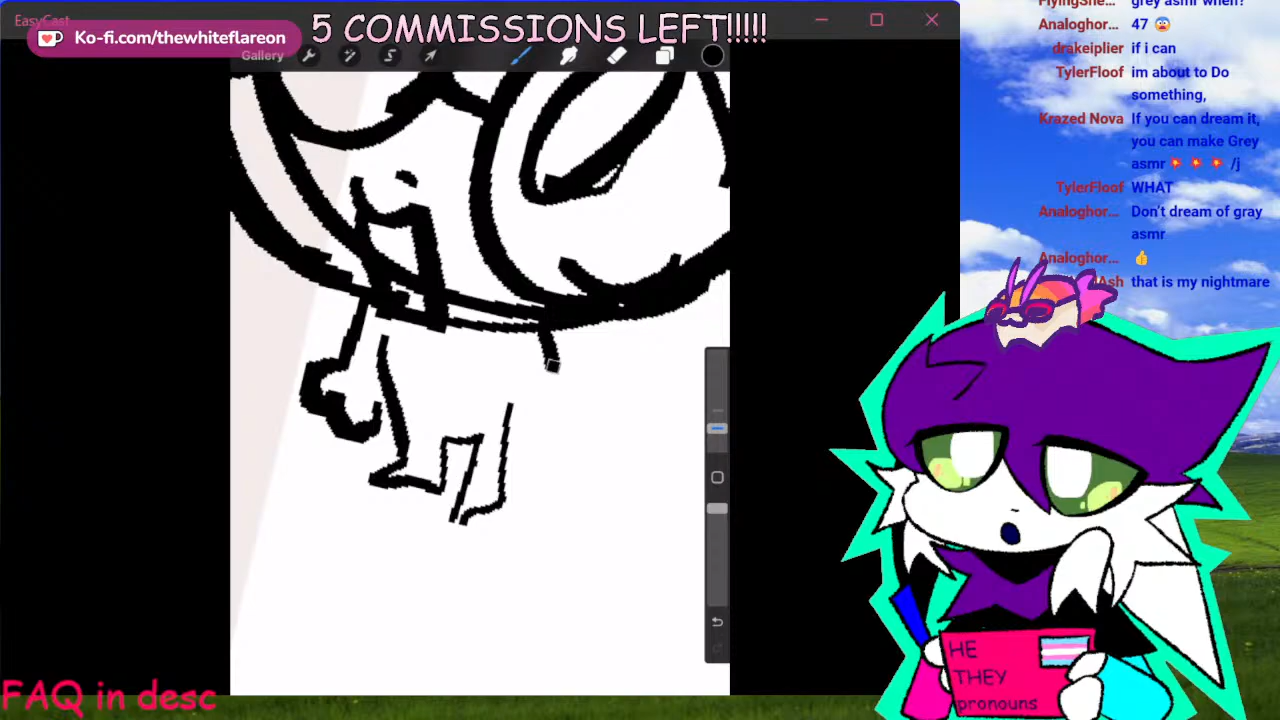 EasyCast
Ko-fi.com/thewhiteflareon
5 COMMISSIONS LEFT!!!!!
Gallery
grey asmr when?
Analoghor... 47 😨
drakeiplier if i can
TylerFloof im about to Do
something,
Krazed Nova If you can dream it,
you can make Grey
asmr 💥 💥 💥 /j
TylerFloof WHAT
Analoghor... Don't dream of gray
asmr
Analoghor... 👍
Ash that is my nightmare
HE
THEY
pronouns
FAQ in desc